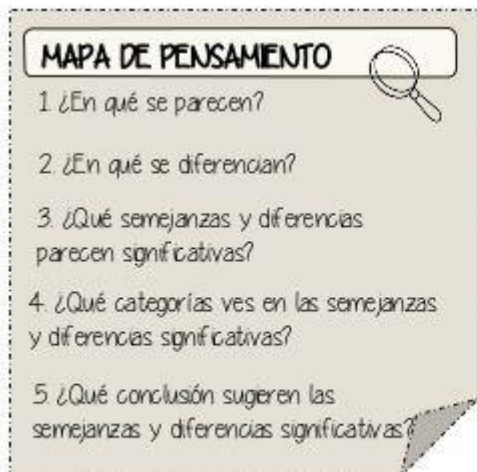 MAPA DE PENSAMIENTO
1. ¿En qué se parecen?
2. ¿En qué se diferencian?
3. ¿Qué semejanzas y diferencias
parecen significativas?
4. ¿Qué categorías ves en las semejanzas
y diferencias significativas?
5. ¿Qué conclusión sugieren las
semejanzas y diferencias significativas?